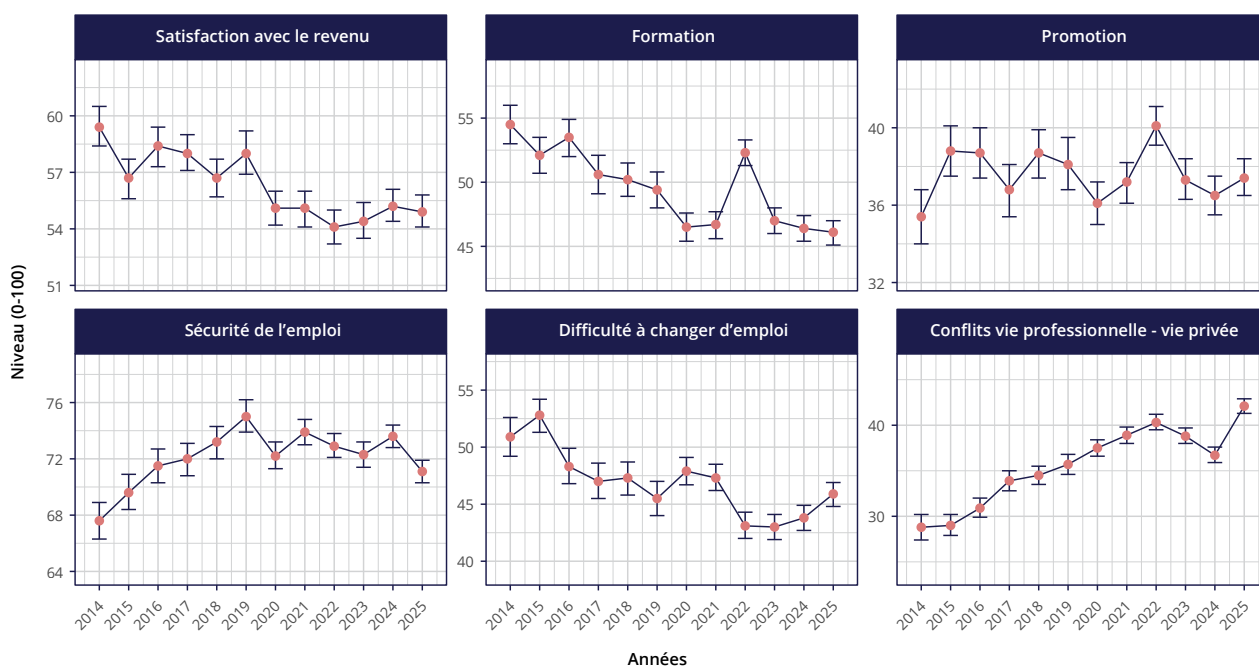 Satisfaction avec le revenu
Formation
Promotion
60
57
54
51
55
50
45
40
36
32
Niveau (0-100)
Sécurité de l'emploi
Difficulté à changer d'emploi
Conflits vie professionnelle - vie privée
76
72
68
64
55
50
45
40
40
30
2014 2015 2016 2017 2018 2019 2020 2021 2022 2023 2024 2025
2014 2015 2016 2017 2018 2019 2020 2021 2022 2023 2024 2025
2014 2015 2016 2017 2018 2019 2020 2021 2022 2023 2024 2025
Années